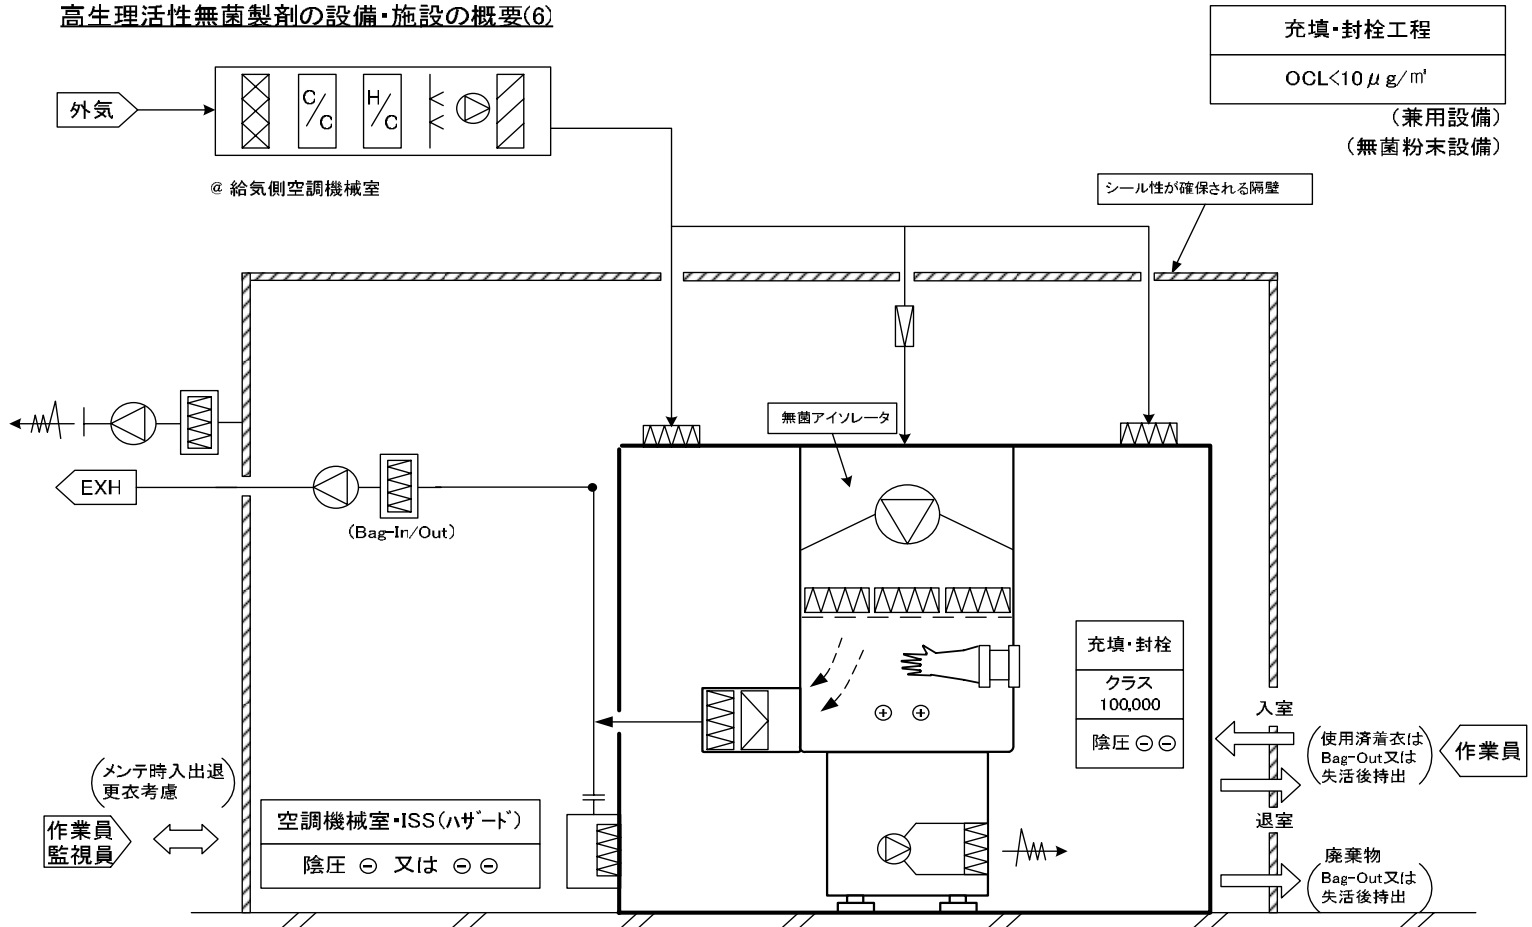 高生理活性無菌製剤の設備・施設の概要(6)
充填・封栓工程
OCL<10μg/㎥
(兼用設備)
(無菌粉末設備)
外気
C/C
H/C
@ 給気側空調機械室
シール性が確保される隔壁
無菌アイソレータ
EXH
(Bag-In/Out)
充填・封栓
クラス
100,000
陰圧 ⊖ ⊖
⊕ ⊕
入室
使用済着衣は
(Bag-Out又は)
失活後持出
作業員
退室
廃棄物
(Bag-Out又は)
失活後持出
(メンテ時入出退)
更衣考慮
作業員
監視員
空調機械室・ISS(ﾊｻﾞｰﾄﾞ)
陰圧 ⊖ 又は ⊖ ⊖